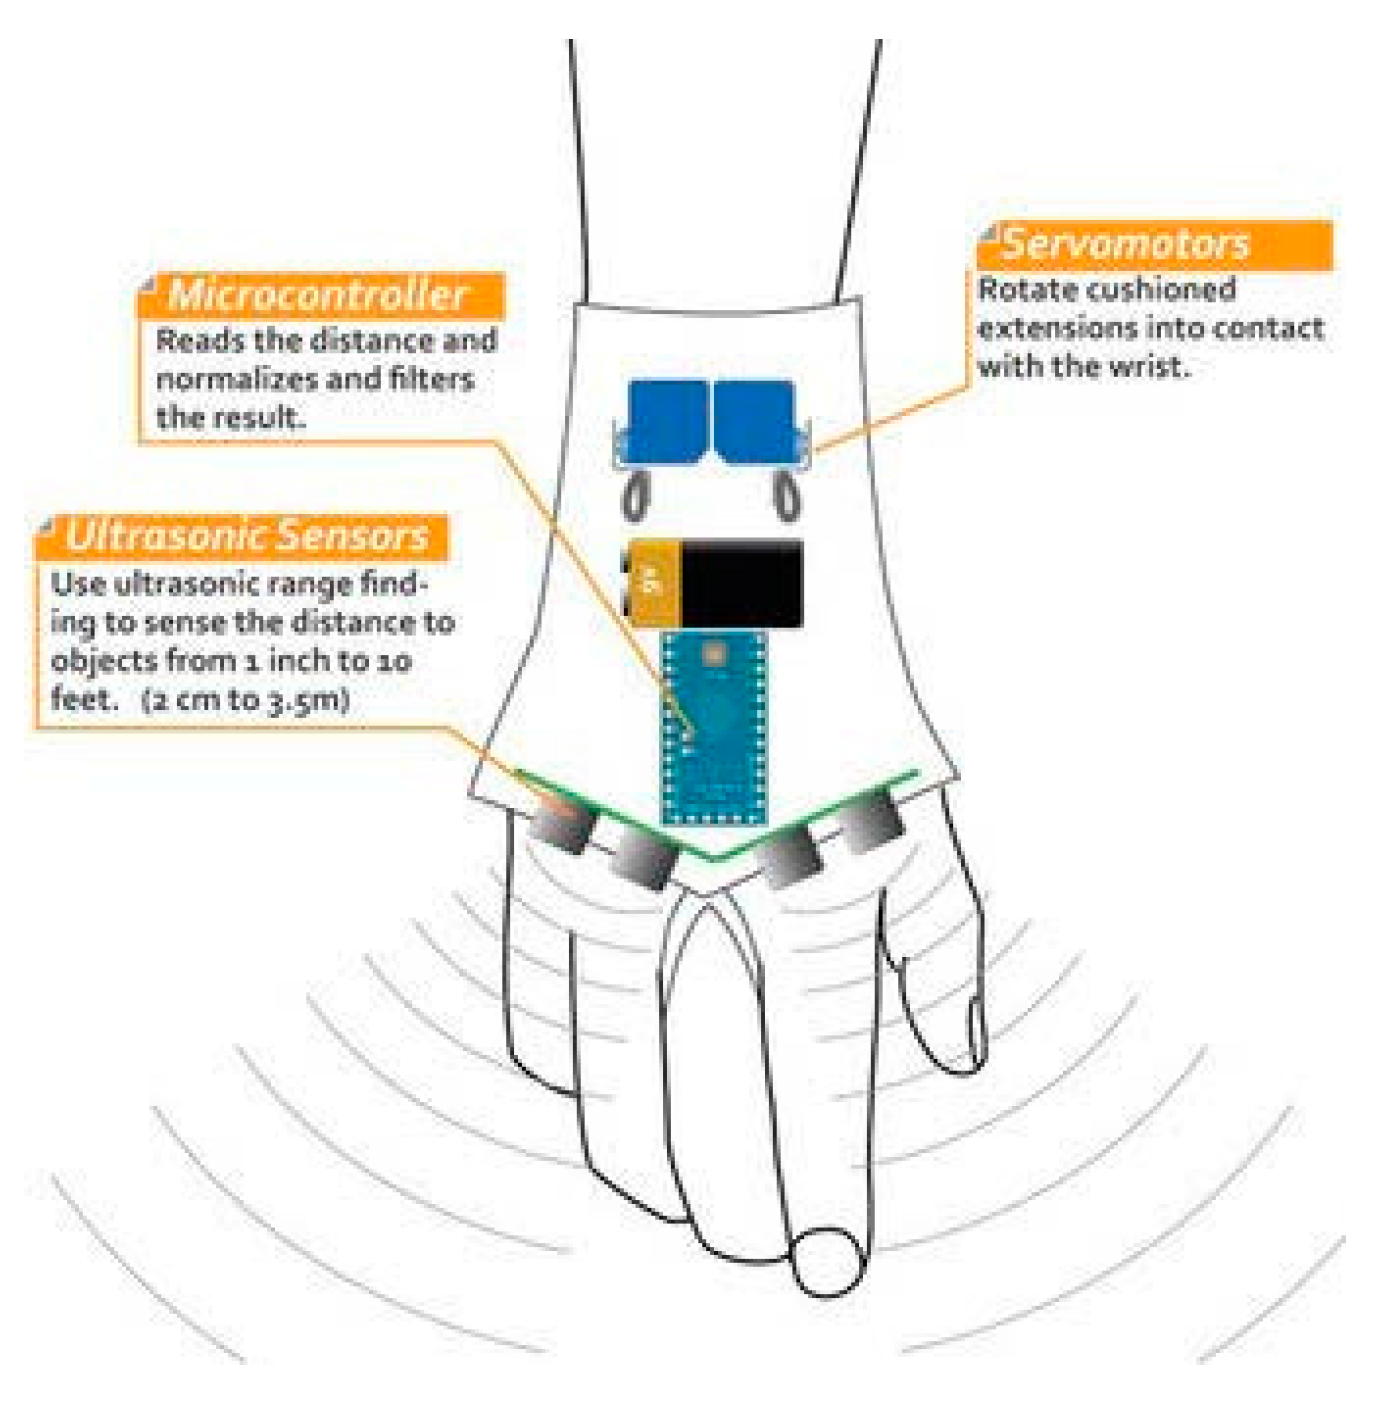 Servomotors
Rotate cushioned
extensions into contact
with the wrist.
Microcontroller
Reads the distance and
normalizes and filters
the result.
Ultrasonic Sensors
Use ultrasonic range find-
ing to sense the distance to
objects from 1 inch to 10
feet. (2 cm to 3.5m)
9v